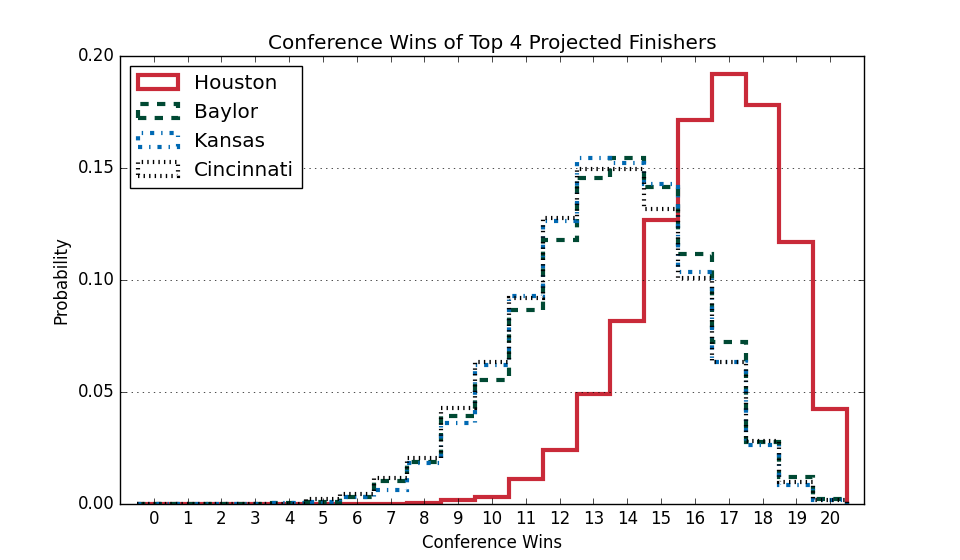 Conference Wins of Top 4 Projected Finishers
Houston
Baylor
Kansas
Cincinnati
Probability
0.20
0.15
0.10
0.05
0.00
0 1 2 3 4 5 6 7 8 9 10 11 12 13 14 15 16 17 18 19 20
Conference Wins